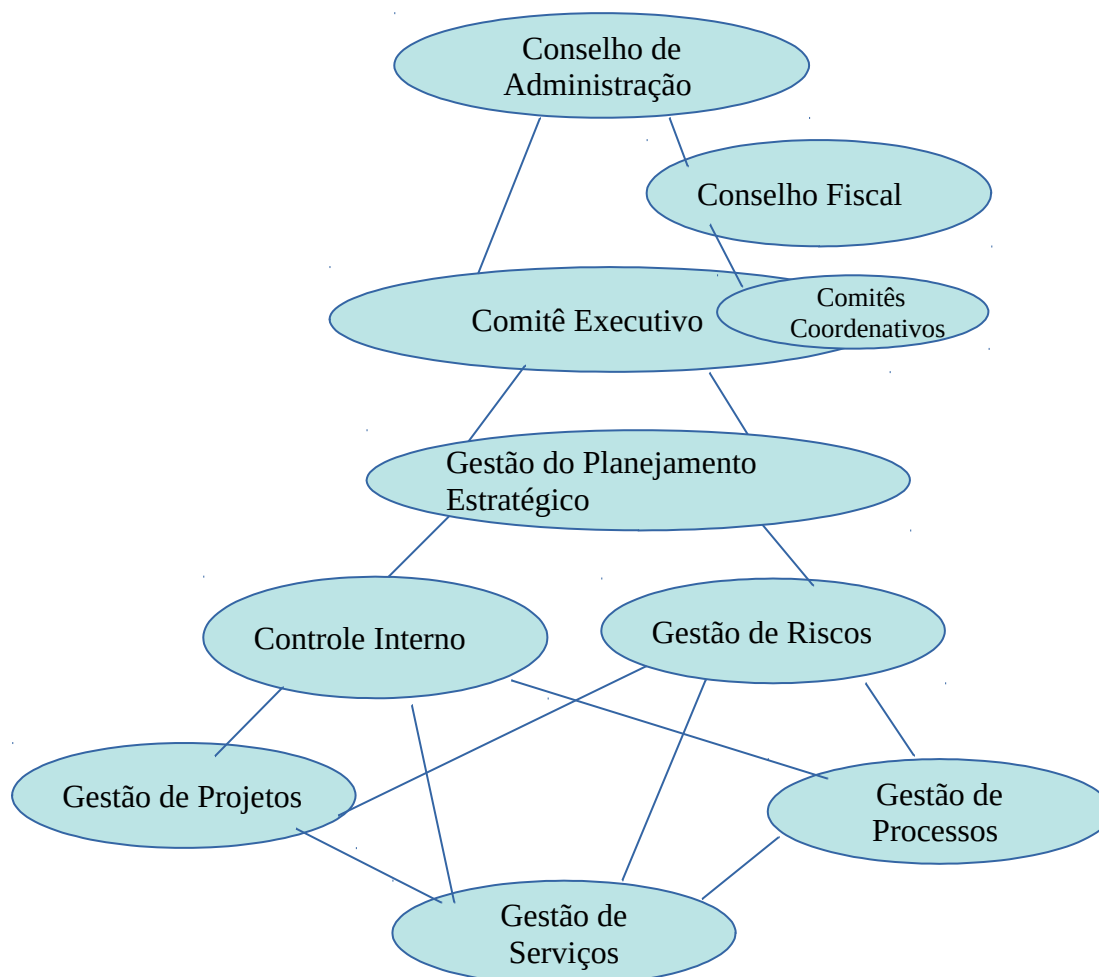 Conselho de
Administração
Conselho Fiscal
Comitê Executivo
Comitês
Coordenativos
Gestão do Planejamento
Estratégico
Controle Interno
Gestão de Riscos
Gestão de Projetos
Gestão de
Processos
Gestão de
Serviços